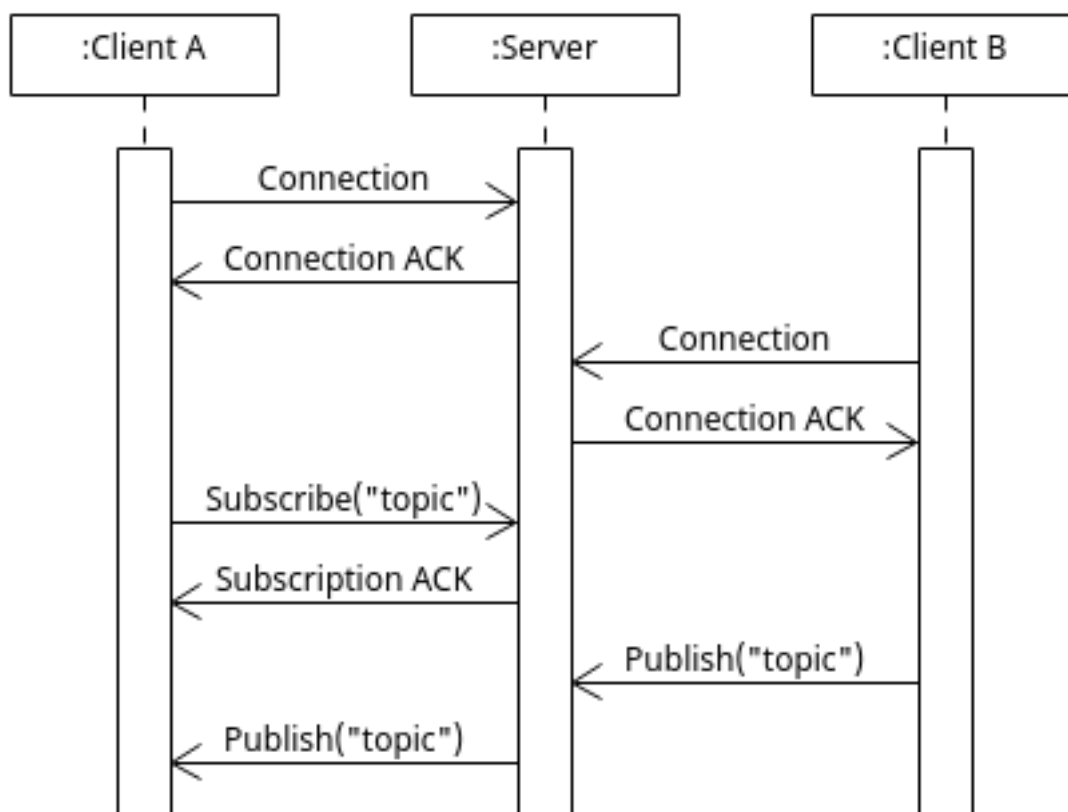 :Client A
:Server
:Client B
Connection
Connection ACK
Connection
Connection ACK
Subscribe("topic")
Subscription ACK
Publish("topic")
Publish("topic")